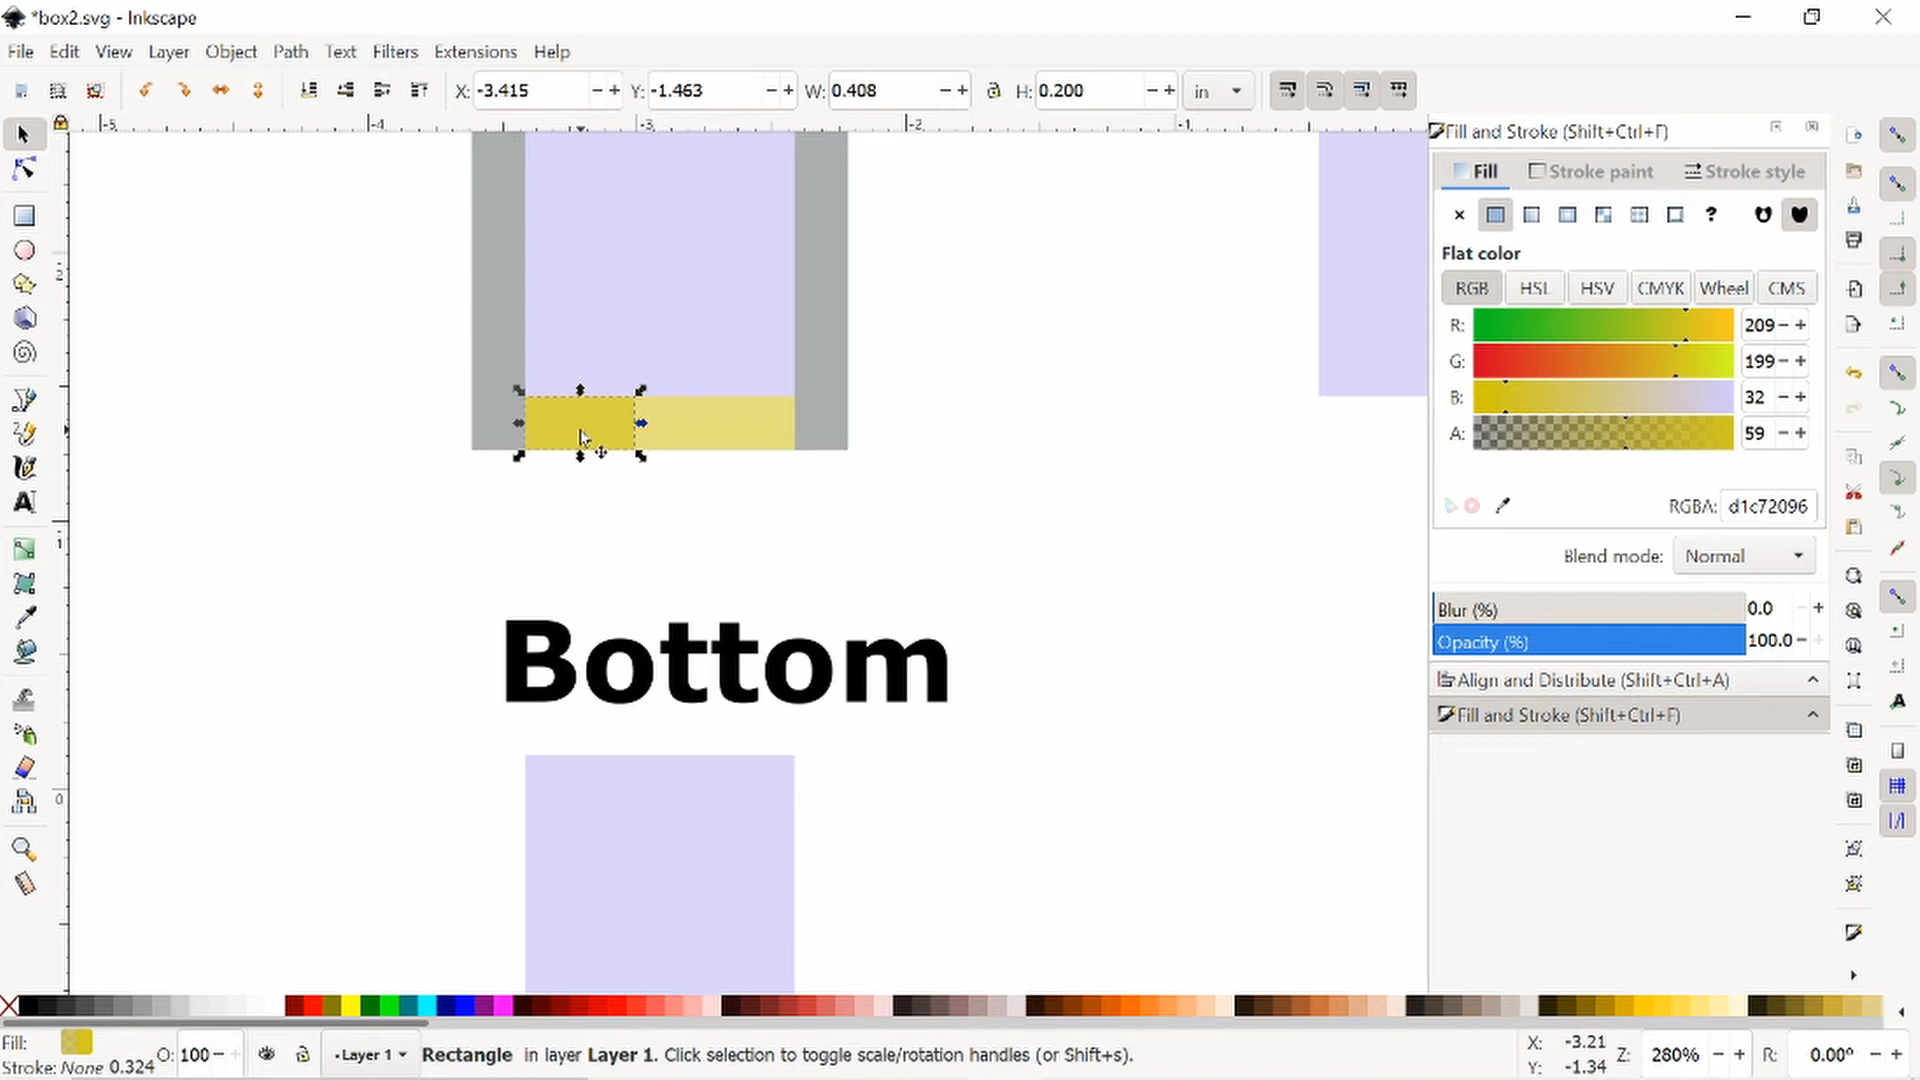 *box2.svg - Inkscape
File Edit View Layer Object Path Text Filters Extensions Help
X: -3.415 Y: -1.463 W: 0.408 H: 0.200 in
-5 -4 -3 -2 -1
Fill and Stroke (Shift+Ctrl+F)
Fill Stroke paint Stroke style
Flat color
RGB HSL HSV CMYK Wheel CMS
R: 209
G: 199
B: 32
A: 59
RGBA: d1c72096
Blend mode: Normal
Blur (%) 0.0
Opacity (%) 100.0
Align and Distribute (Shift+Ctrl+A)
Fill and Stroke (Shift+Ctrl+F)
Bottom
Fill:
Stroke: None 0.324
O: 100
Layer 1
Rectangle in layer Layer 1. Click selection to toggle scale/rotation handles (or Shift+s).
X: -3.21
Y: -1.34
Z: 280%
R: 0.00°